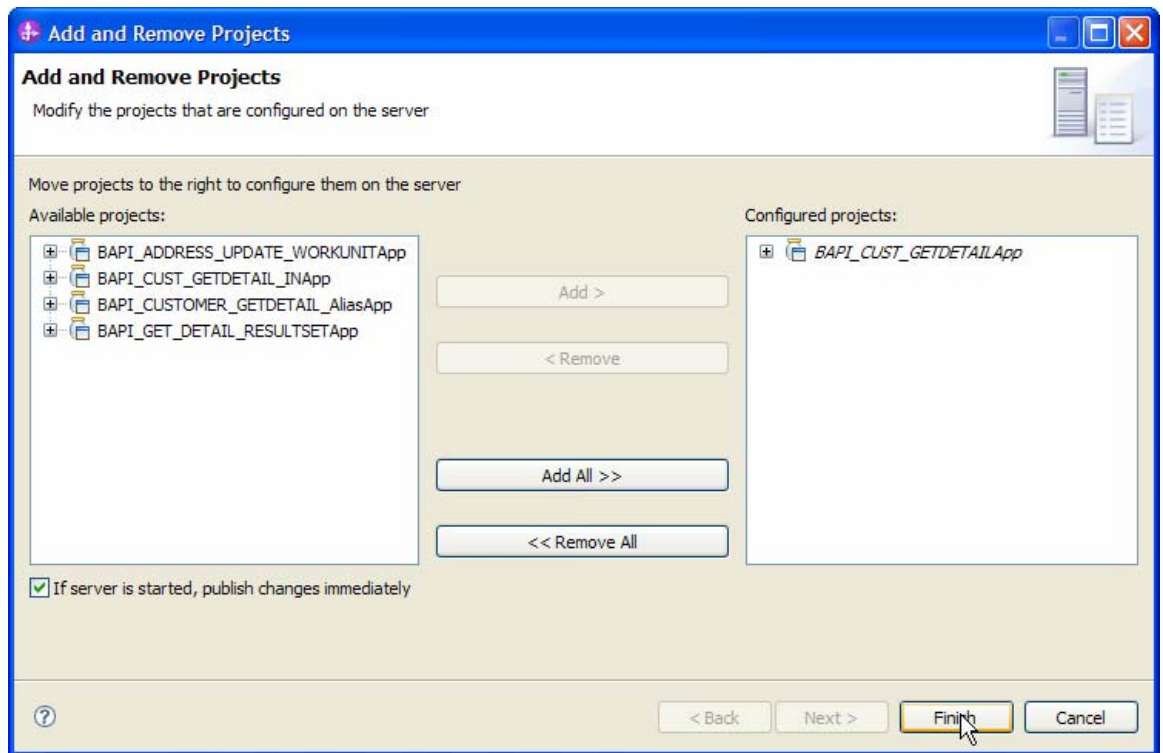 Add and Remove Projects
Add and Remove Projects
Modify the projects that are configured on the server
Move projects to the right to configure them on the server
Available projects:
BAPI_ADDRESS_UPDATE_WORKUNITApp
BAPI_CUST_GETDETAIL_INApp
BAPI_CUSTOMER_GETDETAIL_AliasApp
BAPI_GET_DETAIL_RESULTSETApp
Add >
< Remove
Add All >>
<< Remove All
Configured projects:
BAPI_CUST_GETDETAILApp
If server is started, publish changes immediately
< Back
Next >
Finish
Cancel